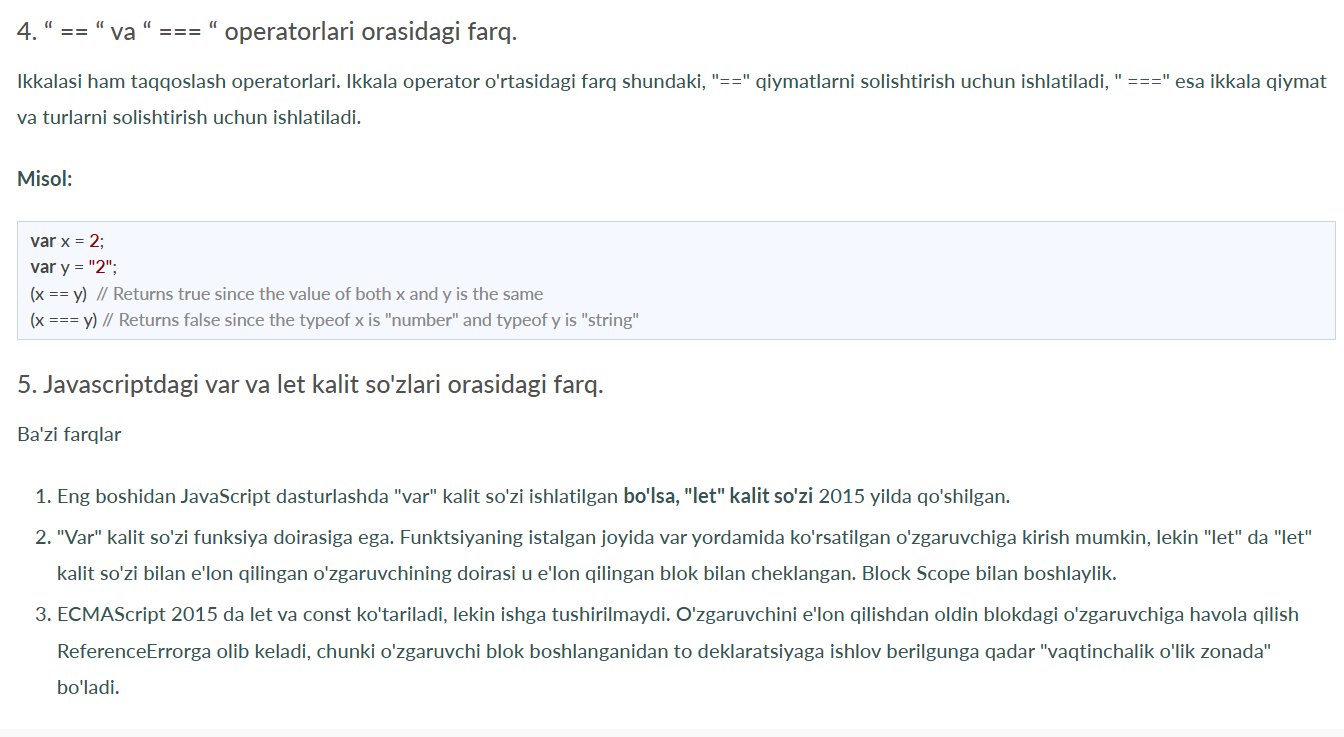 4. “ == “ va “ === “ operatorlari orasidagi farq.
Ikkalasi ham taqqoslash operatorlari. Ikkala operator o'rtasidagi farq shundaki, "==" qiymatlarni solishtirish uchun ishlatiladi, " ===" esa ikkala qiymat
va turlarni solishtirish uchun ishlatiladi.
Misol:
var x = 2;
var y = "2";
(x == y)  // Returns true since the value of both x and y is the same
(x === y) // Returns false since the typeof x is "number" and typeof y is "string"
5. Javascriptdagi var va let kalit so'zlari orasidagi farq.
Ba'zi farqlar
1. Eng boshidan JavaScript dasturlashda "var" kalit so'zi ishlatilgan bo'lsa, "let" kalit so'zi 2015 yilda qo'shilgan.
2. "Var" kalit so'zi funksiya doirasiga ega. Funktsiyaning istalgan joyida var yordamida ko'rsatilgan o'zgaruvchiga kirish mumkin, lekin "let" da "let"
kalit so'zi bilan e'lon qilingan o'zgaruvchining doirasi u e'lon qilingan blok bilan cheklangan. Block Scope bilan boshlaylik.
3. ECMAScript 2015 da let va const ko'tariladi, lekin ishga tushirilmaydi. O'zgaruvchini e'lon qilishdan oldin blokdagi o'zgaruvchiga havola qilish
ReferenceErrorga olib keladi, chunki o'zgaruvchi blok boshlanganidan to deklaratsiyaga ishlov berilgunga qadar "vaqtinchalik o'lik zonada"
bo'ladi.